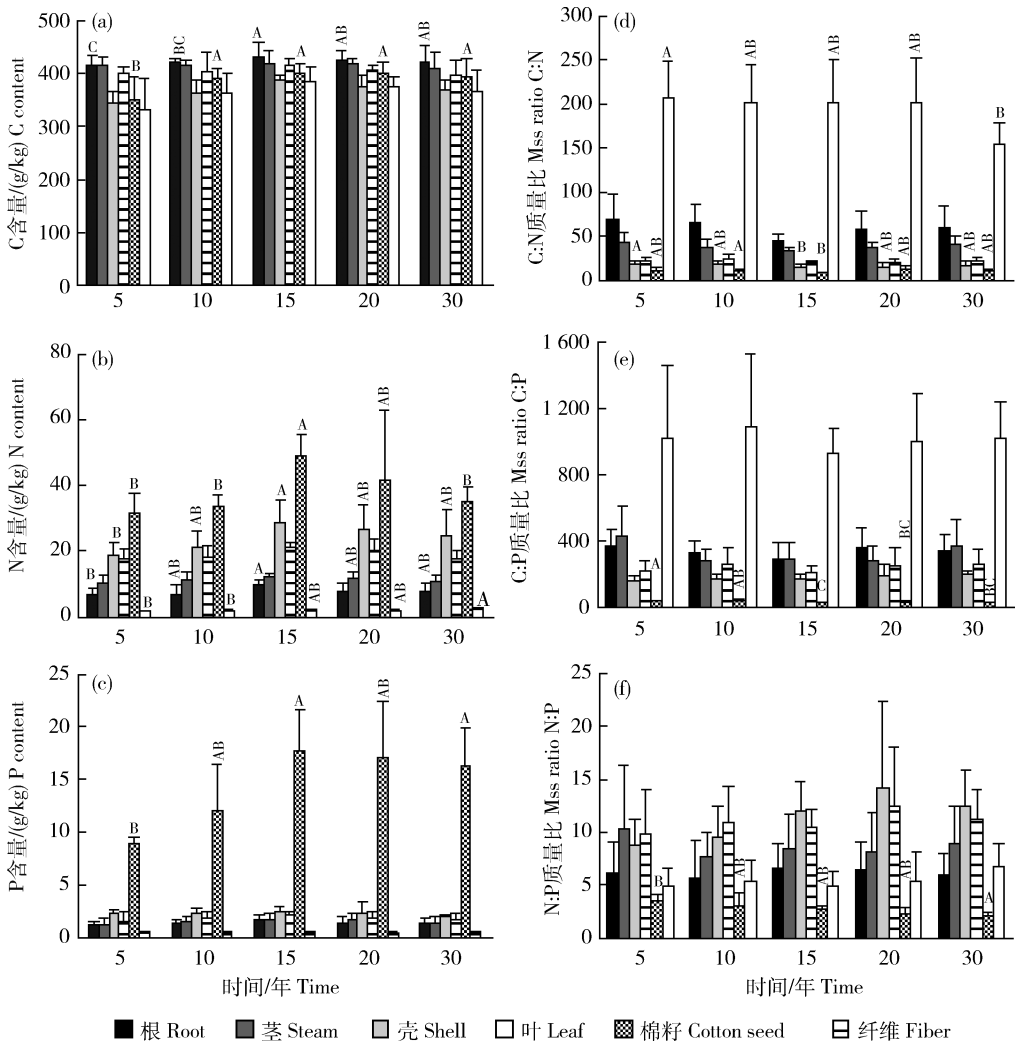 (a)
C含量/(g/kg) C content
500
400
300
200
100
0
C B BC A A A AB A AB A
5 10 15 20 30
(b)
N含量/(g/kg) N content
80
60
40
20
0
B B B B AB AB B B A A A AB AB AB AB AB AB AB B A
5 10 15 20 30
(c)
P含量/(g/kg) P content
25
20
15
10
5
0
B AB A AB A
5 10 15 20 30
时间/年 Time
(d)
C:N质量比 Mss ratio C:N
300
250
200
150
100
50
0
A AB A AB A AB B B AB AB AB AB AB AB B
5 10 15 20 30
(e)
C:P质量比 Mss ratio C:P
1 600
1 200
800
400
0
A AB C BC BC
5 10 15 20 30
(f)
N:P质量比 Mss ratio N:P
25
20
15
10
5
0
B AB AB AB A
5 10 15 20 30
时间/年 Time
根 Root 茎 Steam 壳 Shell 叶 Leaf 棉籽 Cotton seed 纤维 Fiber